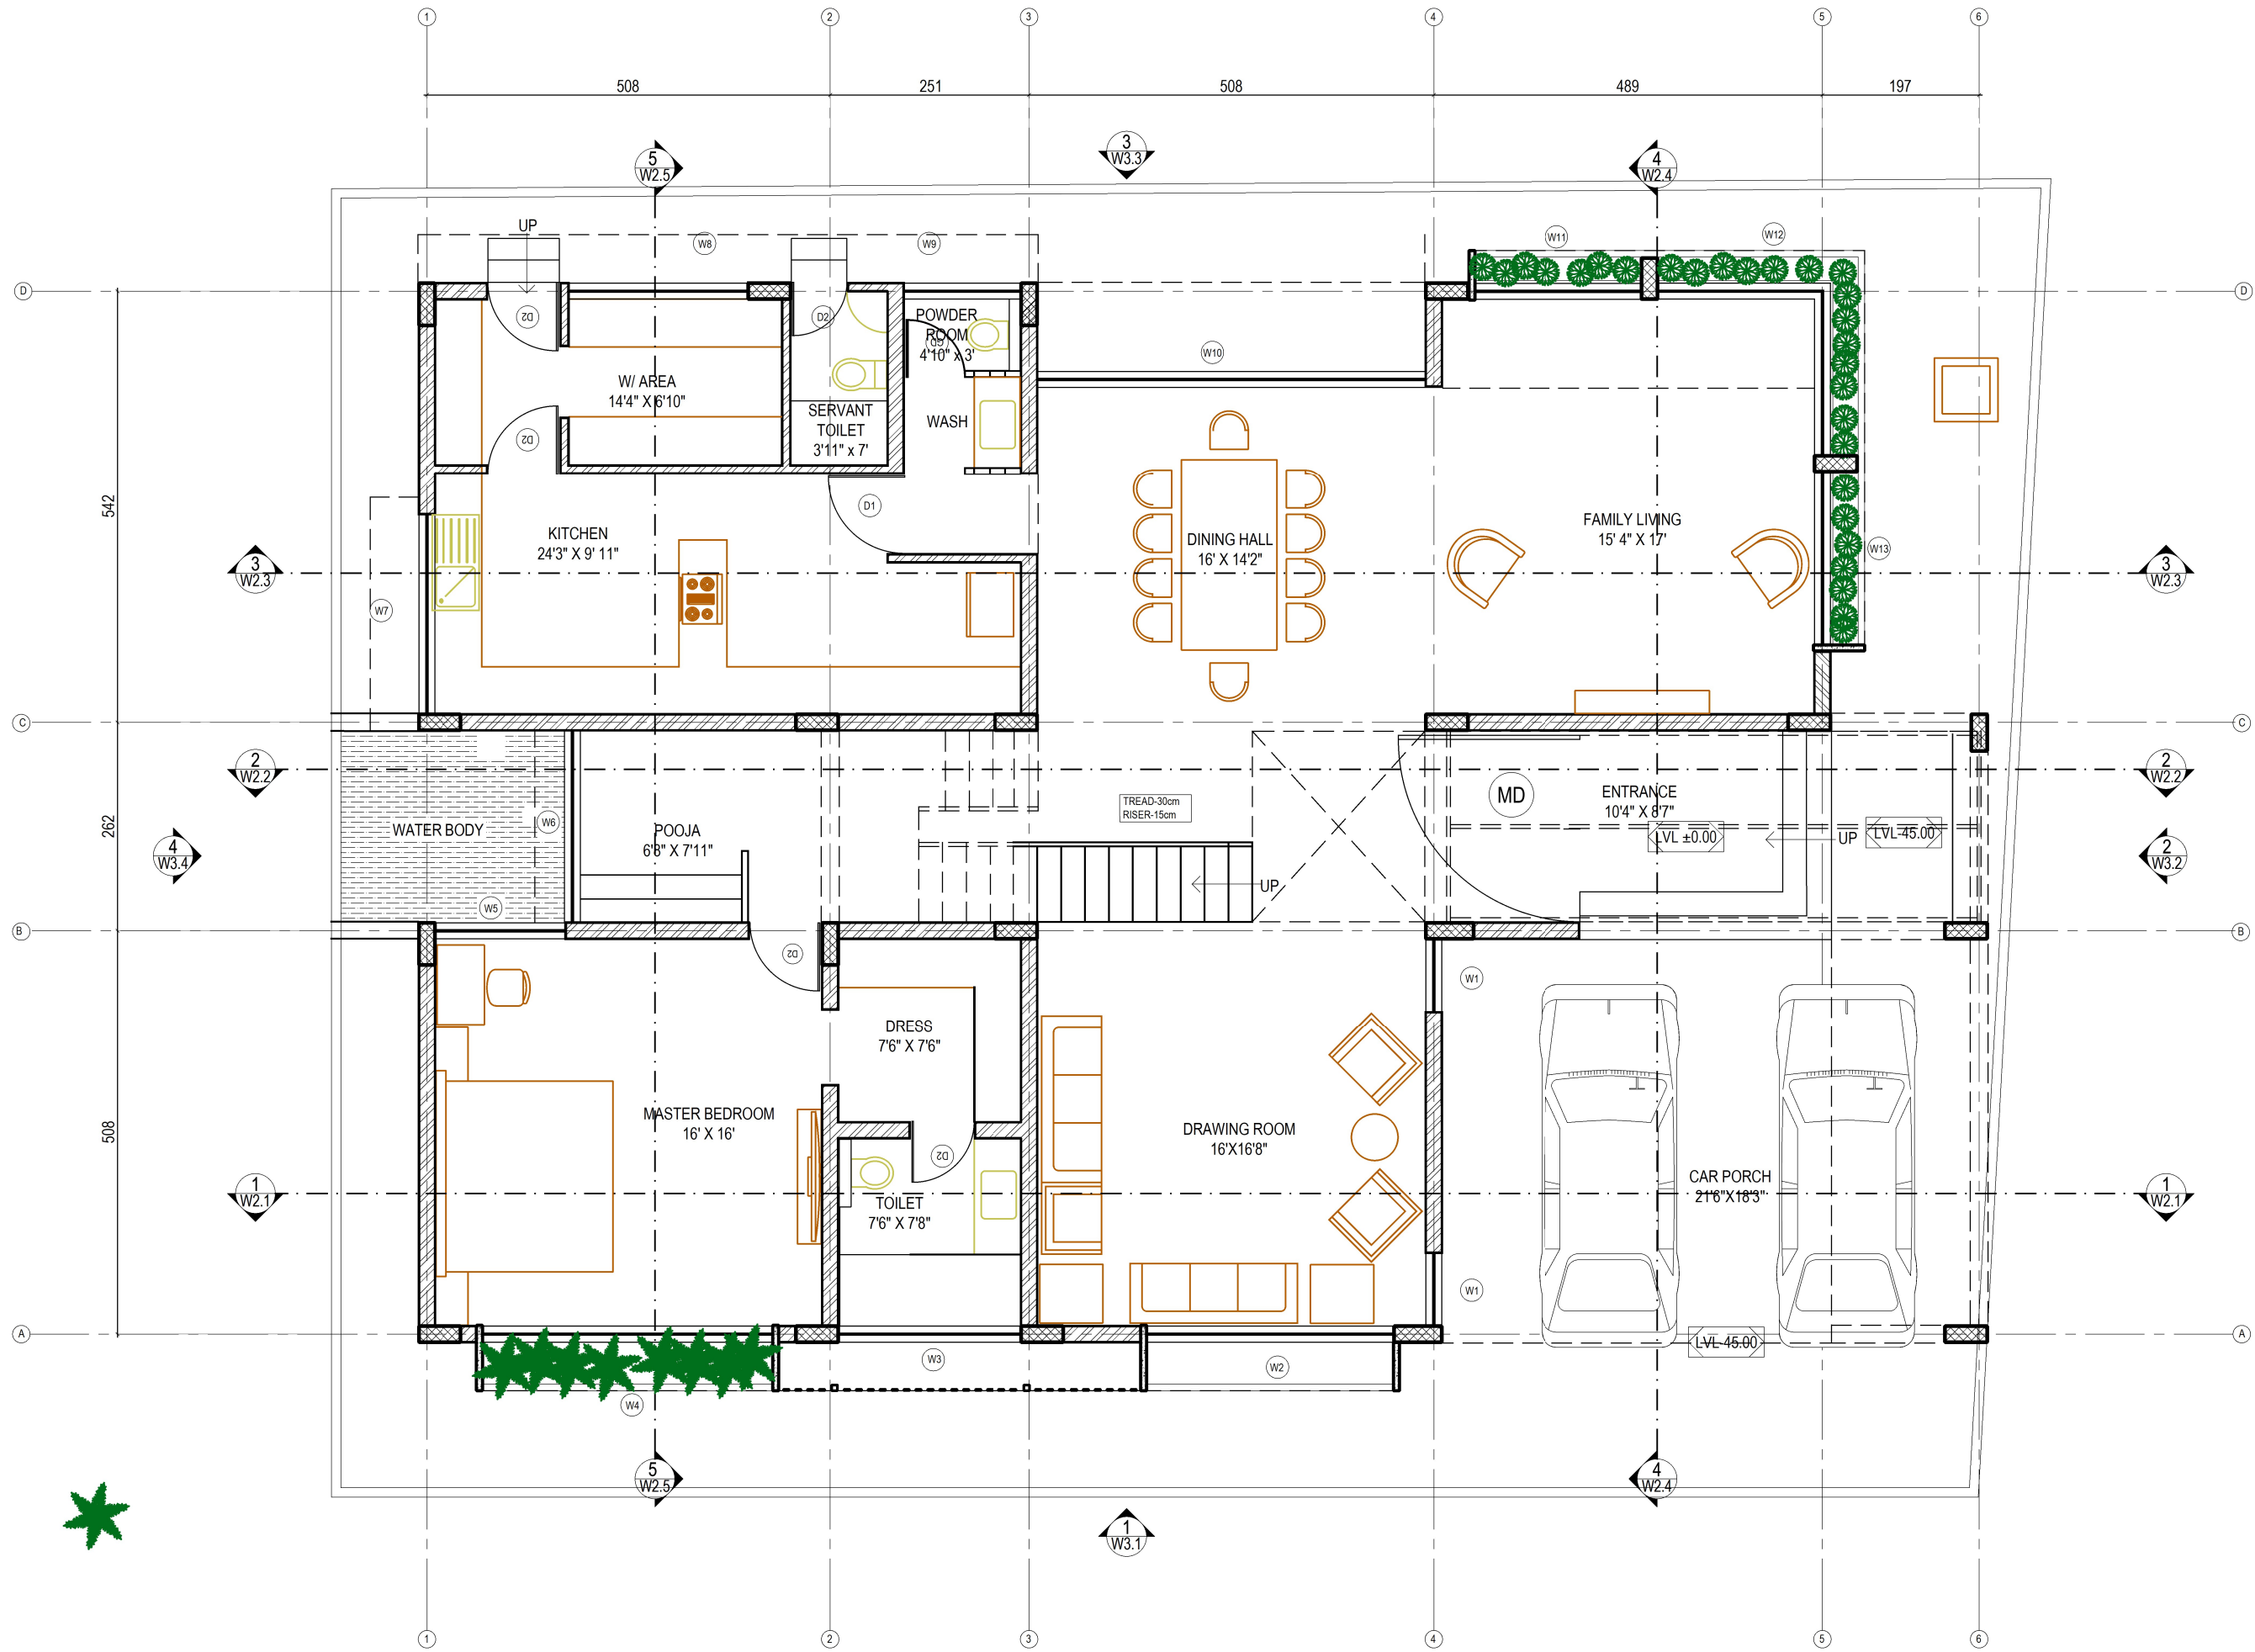 1
2
3
4
5
6
508
251
508
489
197
3
W3.3
5
W2.5
4
W2.4
UP
W8
W9
W11
W12
D
D
D2
D2
POWDER
ROOM
4'10" x 3'
D3
W10
W/ AREA
14'4" X 6'10"
SERVANT
TOILET
3'11" x 7'
WASH
D2
D1
542
KITCHEN
24'3" X 9' 11"
DINING HALL
16' X 14'2"
FAMILY LIVING
15' 4" X 17'
W13
3
W2.3
3
W2.3
W7
C
C
2
W2.2
2
W2.2
TREAD-30cm
RISER-15cm
MD
ENTRANCE
10'4" X 8'7"
262
WATER BODY
W6
POOJA
6'8" X 7'11"
LVL ±0.00
UP
LVL-45.00
4
W3.4
2
W3.2
UP
W5
B
B
D2
W1
DRESS
7'6" X 7'6"
508
MASTER BEDROOM
16' X 16'
DRAWING ROOM
16'X16'8"
D2
CAR PORCH
21'6"X18'3"
1
W2.1
1
W2.1
TOILET
7'6" X 7'8"
W1
A
A
LVL-45.00
W3
W2
W4
5
W2.5
4
W2.4
1
W3.1
1
2
3
4
5
6